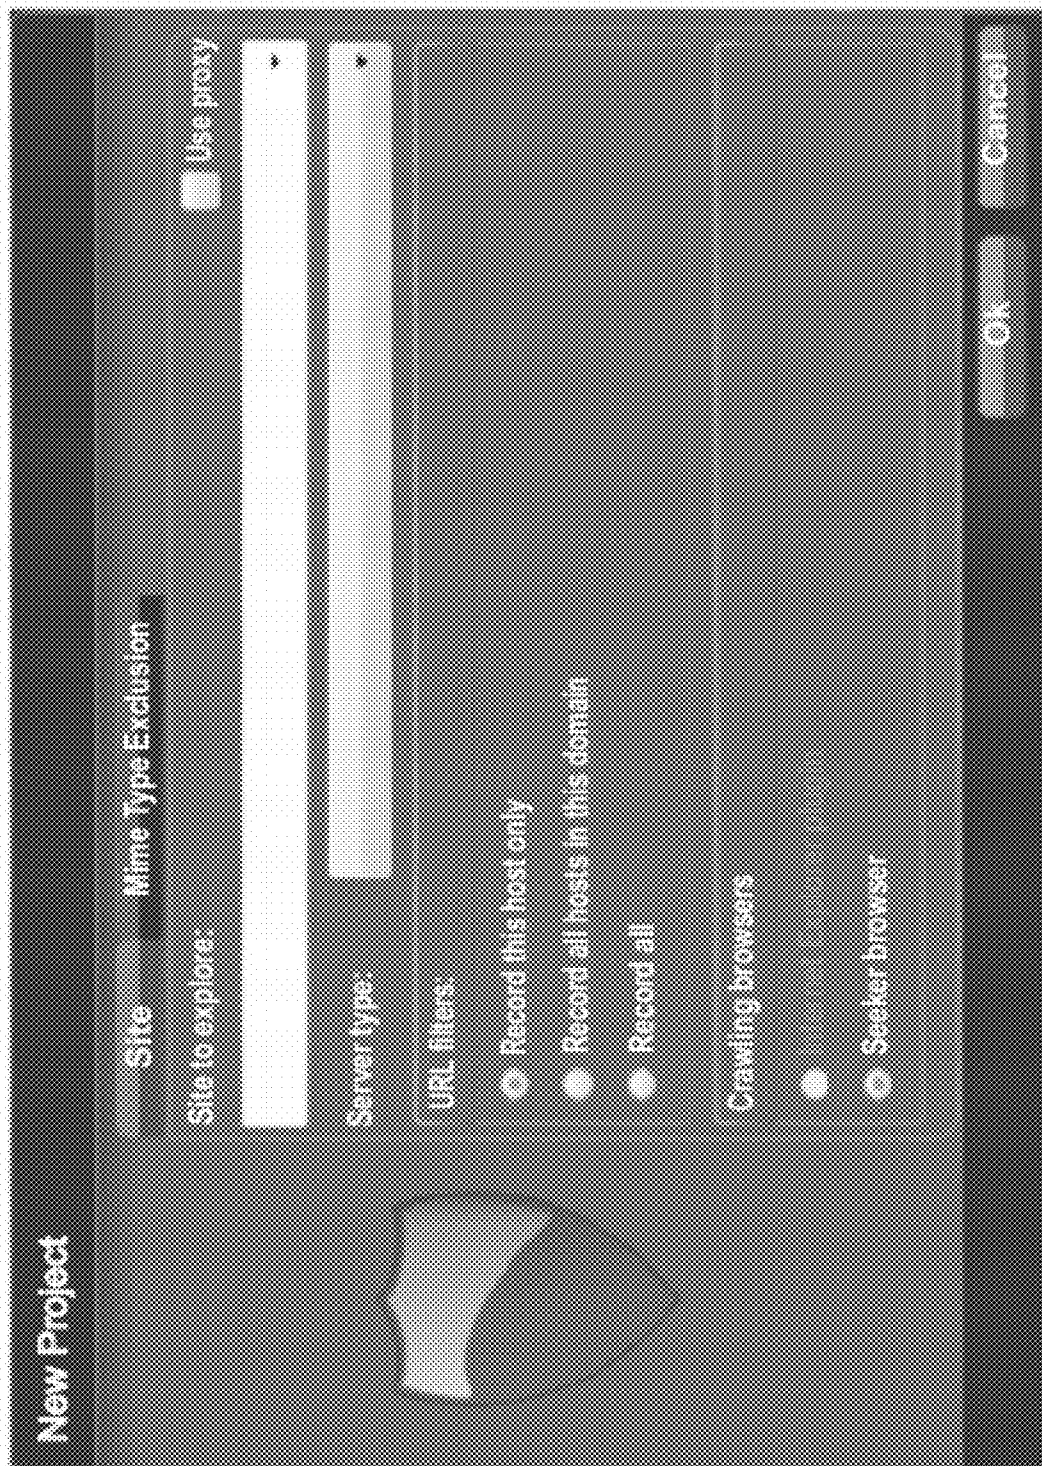 New Project
Site Mime Type Exclusion
Site to explore: Use proxy
Server type:
URL filters:
Record this host only
Record all hosts in this domain
Record all
Crawling browsers
Seeker browser
Ok Cancel